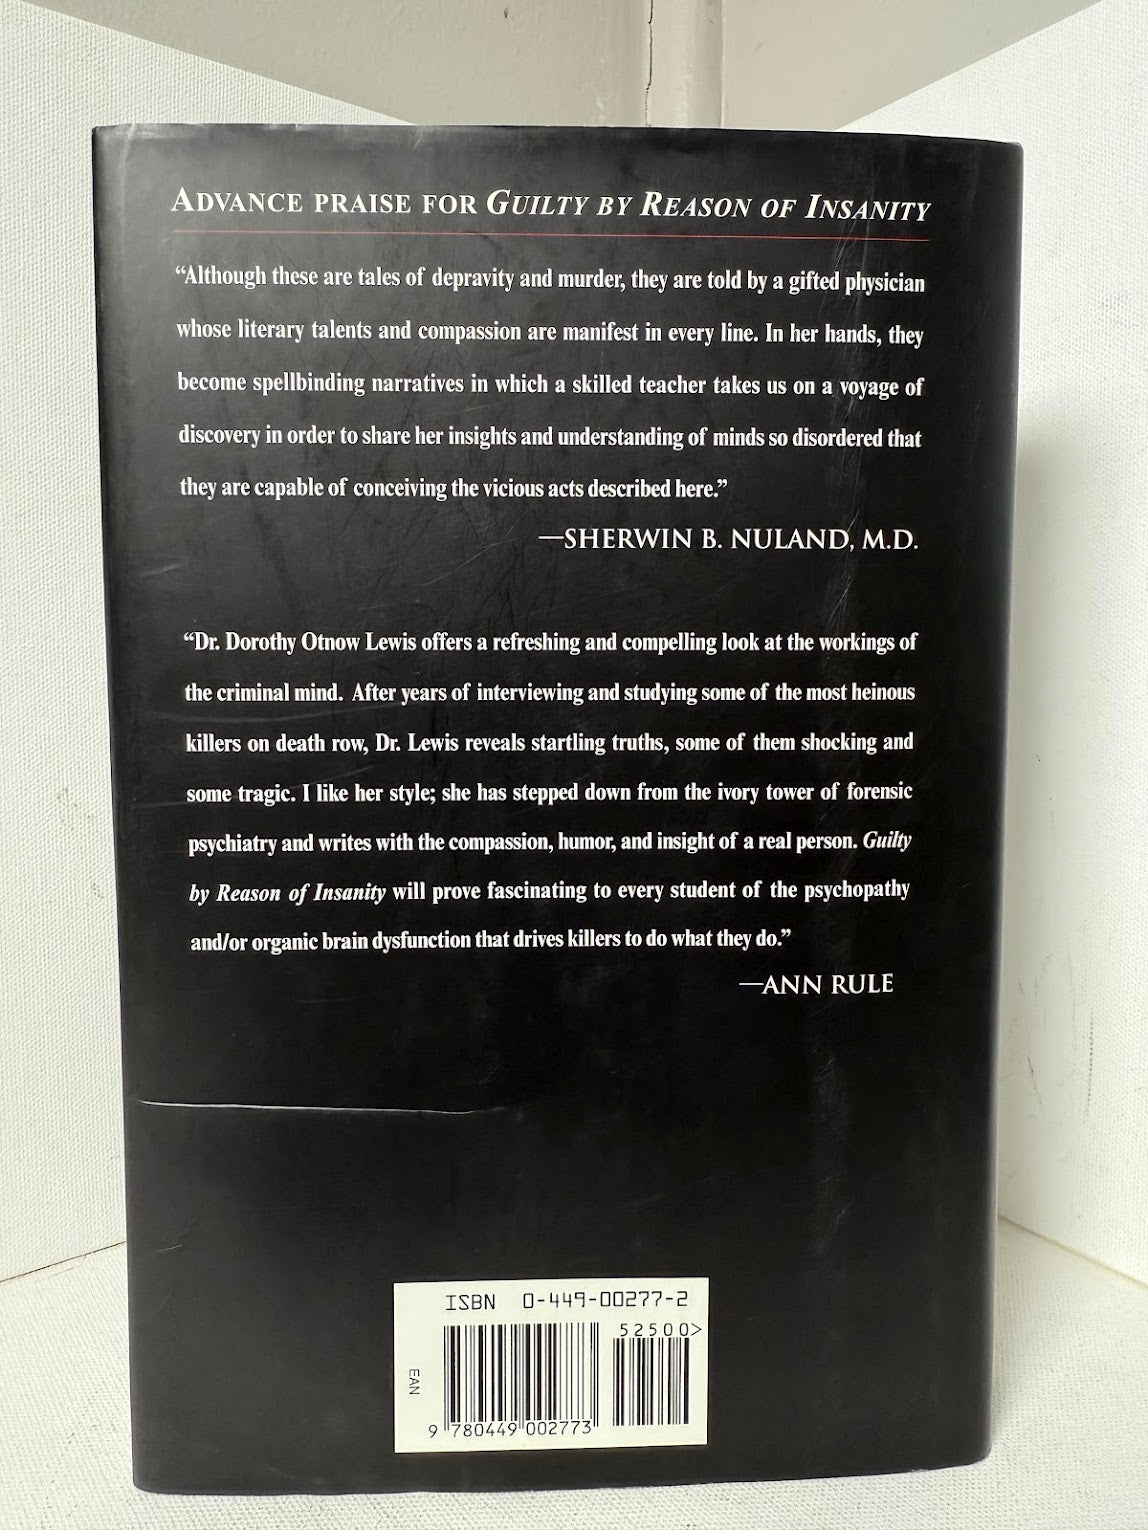 ADVANCE PRAISE FOR GUILTY BY REASON OF INSANITY
“Although these are tales of depravity and murder, they are told by a gifted physician
whose literary talents and compassion are manifest in every line. In her hands, they
become spellbinding narratives in which a skilled teacher takes us on a voyage of
discovery in order to share her insights and understanding of minds so disordered that
they are capable of conceiving the vicious acts described here.”
—SHERWIN B. NULAND, M.D.
“Dr. Dorothy Otnow Lewis offers a refreshing and compelling look at the workings of
the criminal mind. After years of interviewing and studying some of the most heinous
killers on death row, Dr. Lewis reveals startling truths, some of them shocking and
some tragic. I like her style; she has stepped down from the ivory tower of forensic
psychiatry and writes with the compassion, humor, and insight of a real person. Guilty
by Reason of Insanity will prove fascinating to every student of the psychopathy
and/or organic brain dysfunction that drives killers to do what they do.”
—ANN RULE
ISBN 0-449-00277-2
52500>
EAN
9 780449 002773